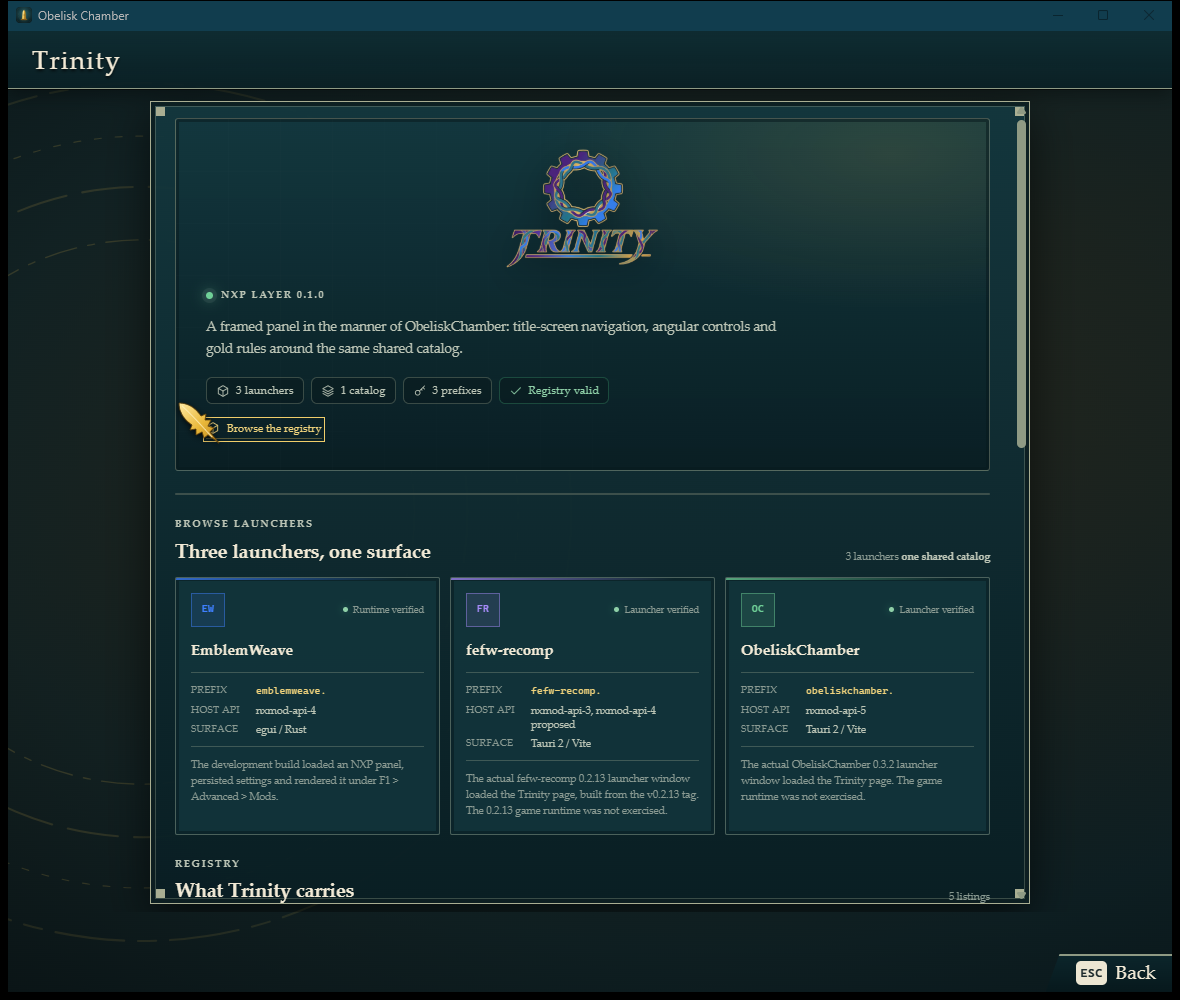 Obelisk Chamber
Trinity
TRINITY
NXP LAYER 0.1.0
A framed panel in the manner of ObeliskChamber: title-screen navigation, angular controls and
gold rules around the same shared catalog.
3 launchers
1 catalog
3 prefixes
Registry valid
Browse the registry
BROWSE LAUNCHERS
Three launchers, one surface
3 launchers one shared catalog
EW
Runtime verified
EmblemWeave
PREFIX emblemweave.
HOST API nxmod-api-4
SURFACE egui / Rust
The development build loaded an NXP panel,
persisted settings and rendered it under F1 >
Advanced > Mods.
FR
Launcher verified
fefw-recomp
PREFIX fefw-recomp.
HOST API nxmod-api-3, nxmod-api-4
proposed
SURFACE Tauri 2 / Vite
The actual fefw-recomp 0.2.13 launcher window
loaded the Trinity page, built from the v0.2.13 tag.
The 0.2.13 game runtime was not exercised.
OC
Launcher verified
ObeliskChamber
PREFIX obeliskchamber.
HOST API nxmod-api-5
SURFACE Tauri 2 / Vite
The actual ObeliskChamber 0.3.2 launcher
window loaded the Trinity page. The game
runtime was not exercised.
REGISTRY
What Trinity carries
5 listings
ESC Back